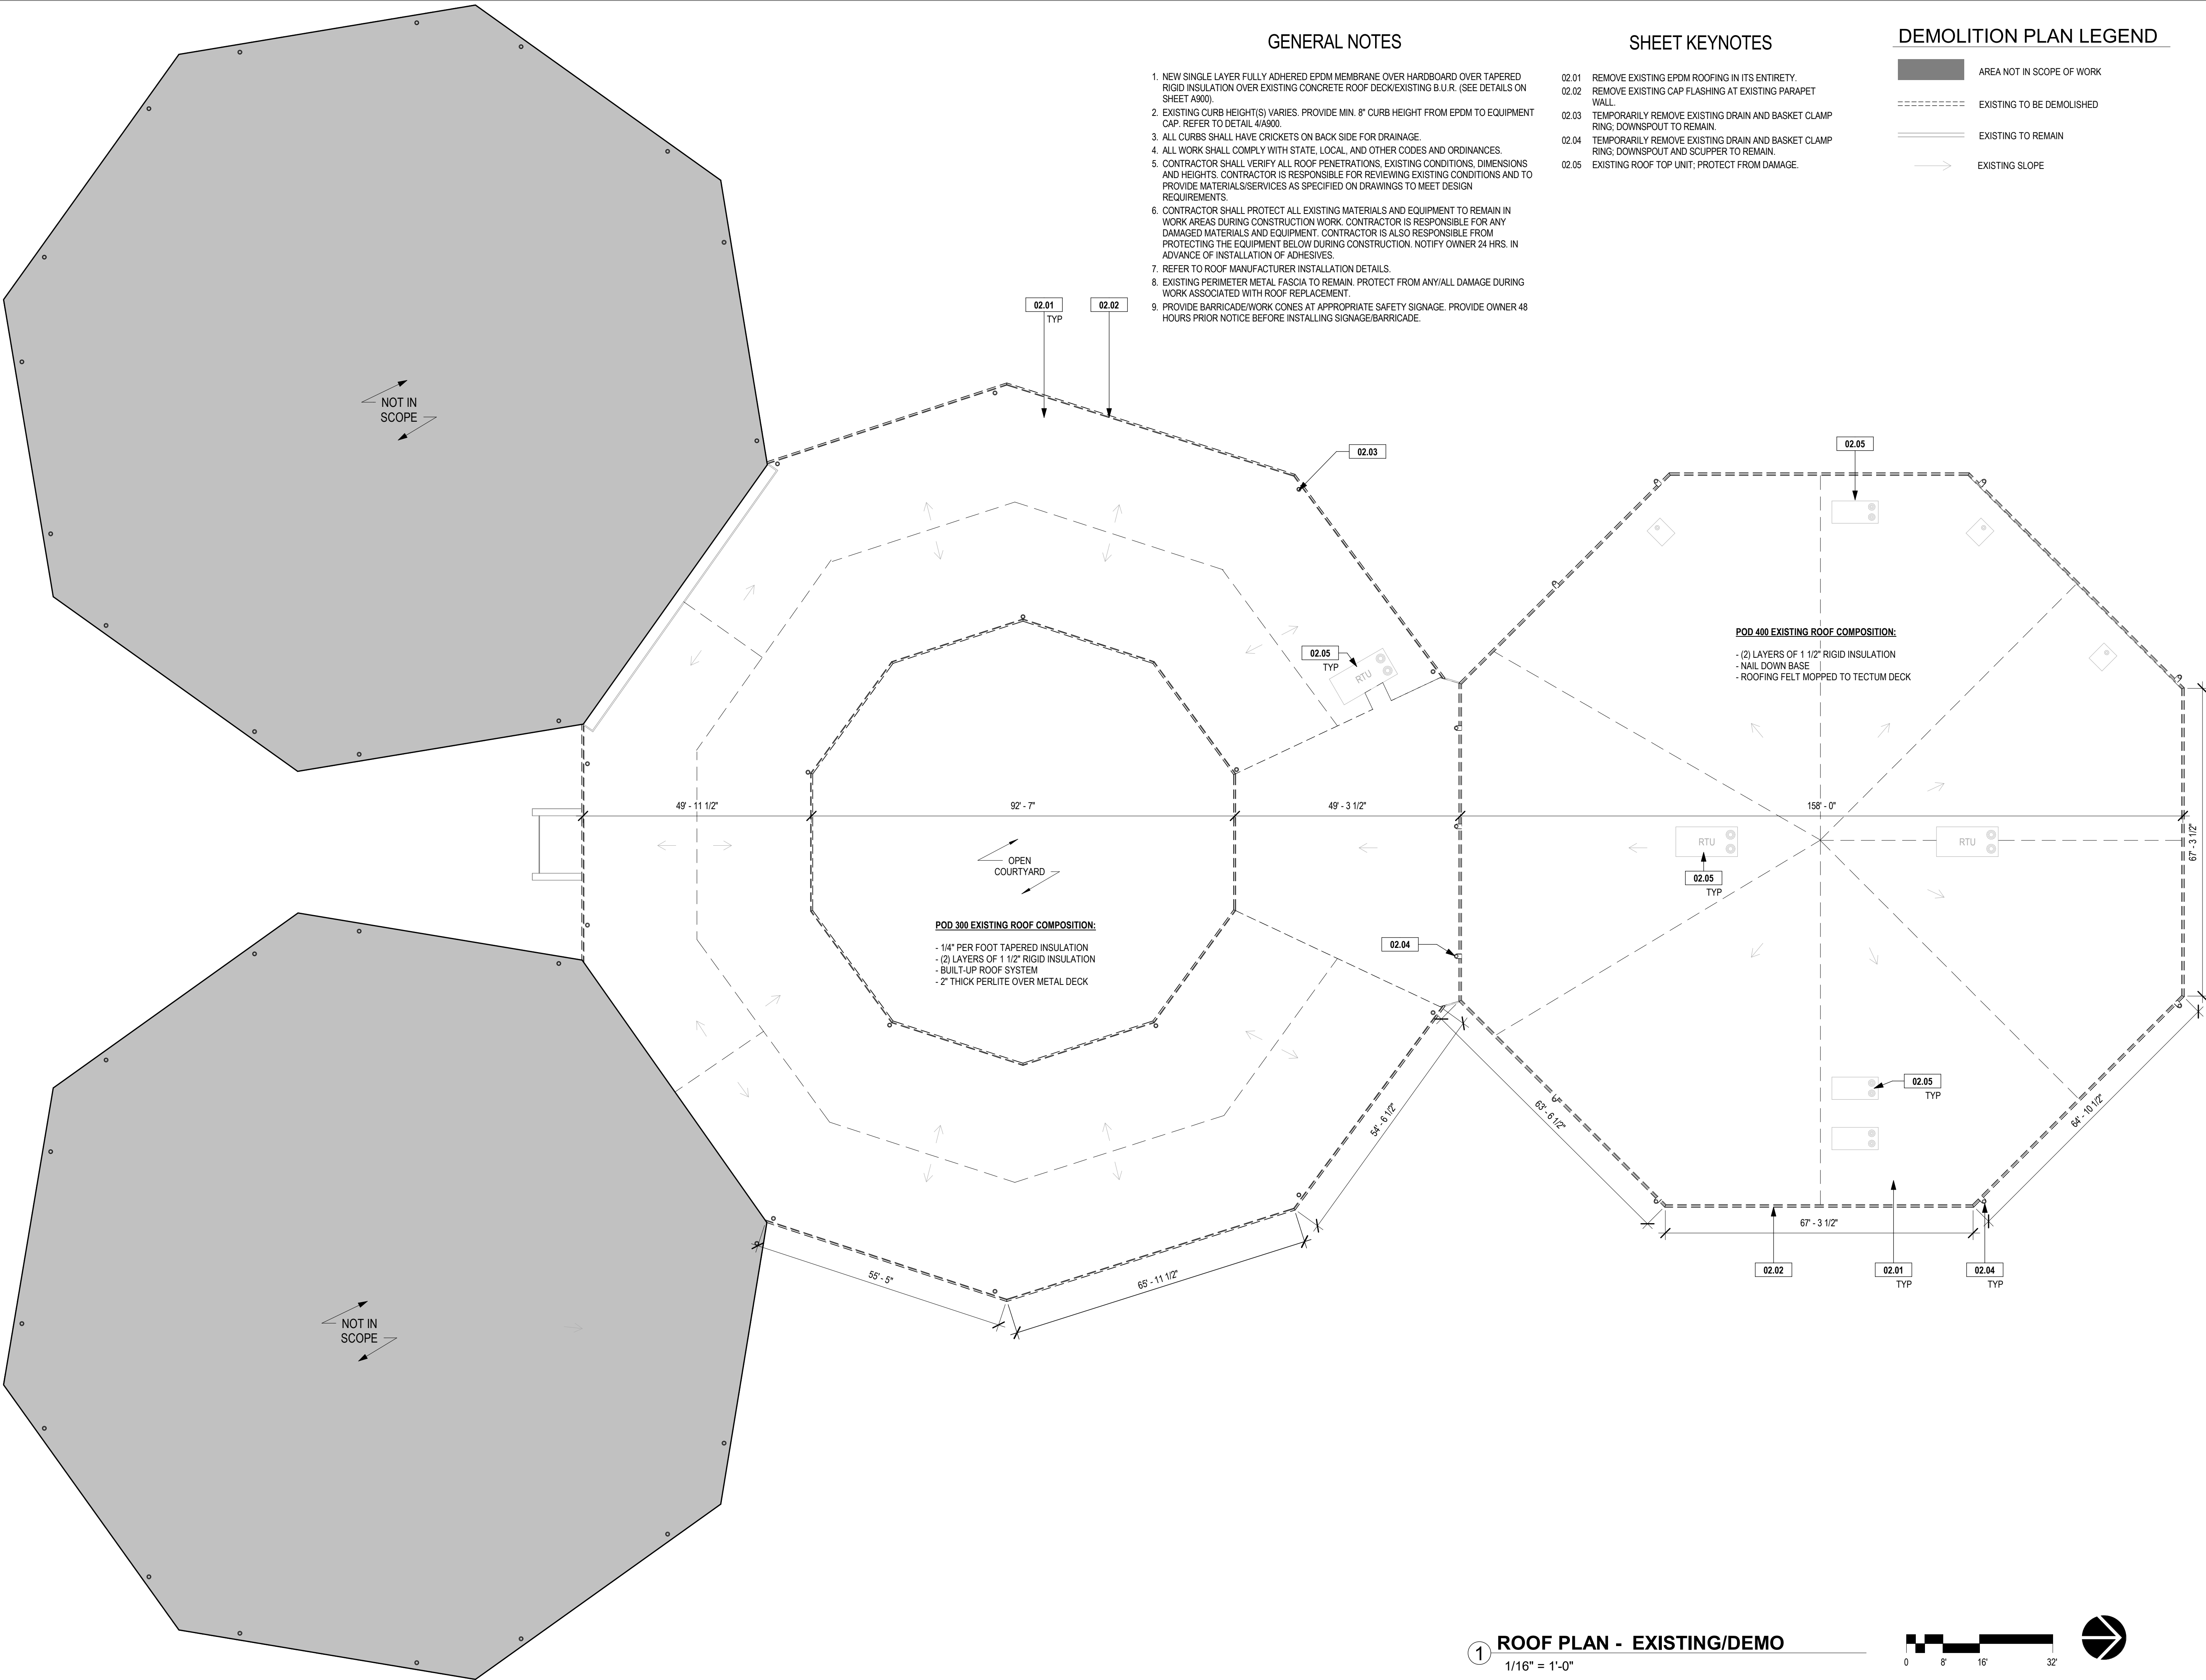 GENERAL NOTES
1. NEW SINGLE LAYER FULLY ADHERED EPDM MEMBRANE OVER HARDBOARD OVER TAPERED
RIGID INSULATION OVER EXISTING CONCRETE ROOF DECK/EXISTING B.U.R. (SEE DETAILS ON
SHEET A900).
2. EXISTING CURB HEIGHT(S) VARIES. PROVIDE MIN. 8" CURB HEIGHT FROM EPDM TO EQUIPMENT
CAP. REFER TO DETAIL 4/A900.
3. ALL CURBS SHALL HAVE CRICKETS ON BACK SIDE FOR DRAINAGE.
4. ALL WORK SHALL COMPLY WITH STATE, LOCAL, AND OTHER CODES AND ORDINANCES.
5. CONTRACTOR SHALL VERIFY ALL ROOF PENETRATIONS, EXISTING CONDITIONS, DIMENSIONS
AND HEIGHTS. CONTRACTOR IS RESPONSIBLE FOR REVIEWING EXISTING CONDITIONS AND TO
PROVIDE MATERIALS/SERVICES AS SPECIFIED ON DRAWINGS TO MEET DESIGN
REQUIREMENTS.
6. CONTRACTOR SHALL PROTECT ALL EXISTING MATERIALS AND EQUIPMENT TO REMAIN IN
WORK AREAS DURING CONSTRUCTION WORK. CONTRACTOR IS RESPONSIBLE FOR ANY
DAMAGED MATERIALS AND EQUIPMENT. CONTRACTOR IS ALSO RESPONSIBLE FROM
PROTECTING THE EQUIPMENT BELOW DURING CONSTRUCTION. NOTIFY OWNER 24 HRS. IN
ADVANCE OF INSTALLATION OF ADHESIVES.
7. REFER TO ROOF MANUFACTURER INSTALLATION DETAILS.
8. EXISTING PERIMETER METAL FASCIA TO REMAIN. PROTECT FROM ANY/ALL DAMAGE DURING
WORK ASSOCIATED WITH ROOF REPLACEMENT.
9. PROVIDE BARRICADE/WORK CONES AT APPROPRIATE SAFETY SIGNAGE. PROVIDE OWNER 48
HOURS PRIOR NOTICE BEFORE INSTALLING SIGNAGE/BARRICADE.
SHEET KEYNOTES
02.01 REMOVE EXISTING EPDM ROOFING IN ITS ENTIRETY.
02.02 REMOVE EXISTING CAP FLASHING AT EXISTING PARAPET
WALL.
02.03 TEMPORARILY REMOVE EXISTING DRAIN AND BASKET CLAMP
RING; DOWNSPOUT TO REMAIN.
02.04 TEMPORARILY REMOVE EXISTING DRAIN AND BASKET CLAMP
RING; DOWNSPOUT AND SCUPPER TO REMAIN.
02.05 EXISTING ROOF TOP UNIT; PROTECT FROM DAMAGE.
DEMOLITION PLAN LEGEND
AREA NOT IN SCOPE OF WORK
EXISTING TO BE DEMOLISHED
EXISTING TO REMAIN
EXISTING SLOPE
02.01
TYP
02.02
NOT IN
SCOPE
02.03
02.05
POD 400 EXISTING ROOF COMPOSITION:
- (2) LAYERS OF 1 1/2" RIGID INSULATION
- NAIL DOWN BASE
- ROOFING FELT MOPPED TO TECTUM DECK
02.05
TYP
RTU
49' - 11 1/2"
92' - 7"
49' - 3 1/2"
158' - 0"
67' - 3 1/2"
RTU
RTU
02.05
TYP
OPEN
COURTYARD
POD 300 EXISTING ROOF COMPOSITION:
- 1/4" PER FOOT TAPERED INSULATION
- (2) LAYERS OF 1 1/2" RIGID INSULATION
- BUILT-UP ROOF SYSTEM
- 2" THICK PERLITE OVER METAL DECK
02.04
02.05
TYP
54' - 6 1/2"
63' - 6 1/2"
64' - 10 1/2"
67' - 3 1/2"
55' - 5"
65' - 11 1/2"
02.02
02.01
TYP
02.04
TYP
NOT IN
SCOPE
1
ROOF PLAN - EXISTING/DEMO
1/16" = 1'-0"
0 8' 16' 32'